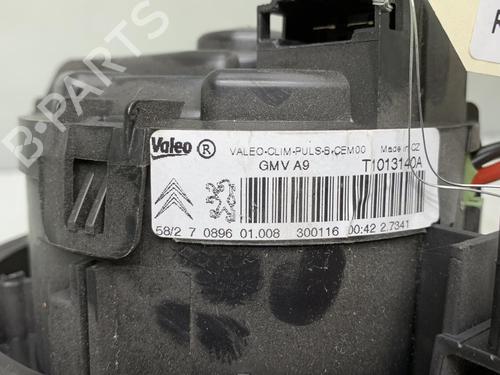 B-PARTS
Valeo ® VALEO-CLIM-PULS-S-CEM00 Made in CZ
GMV A9 T1013140A
58/2 7 0896 01.008 300116 00:42 2.7341